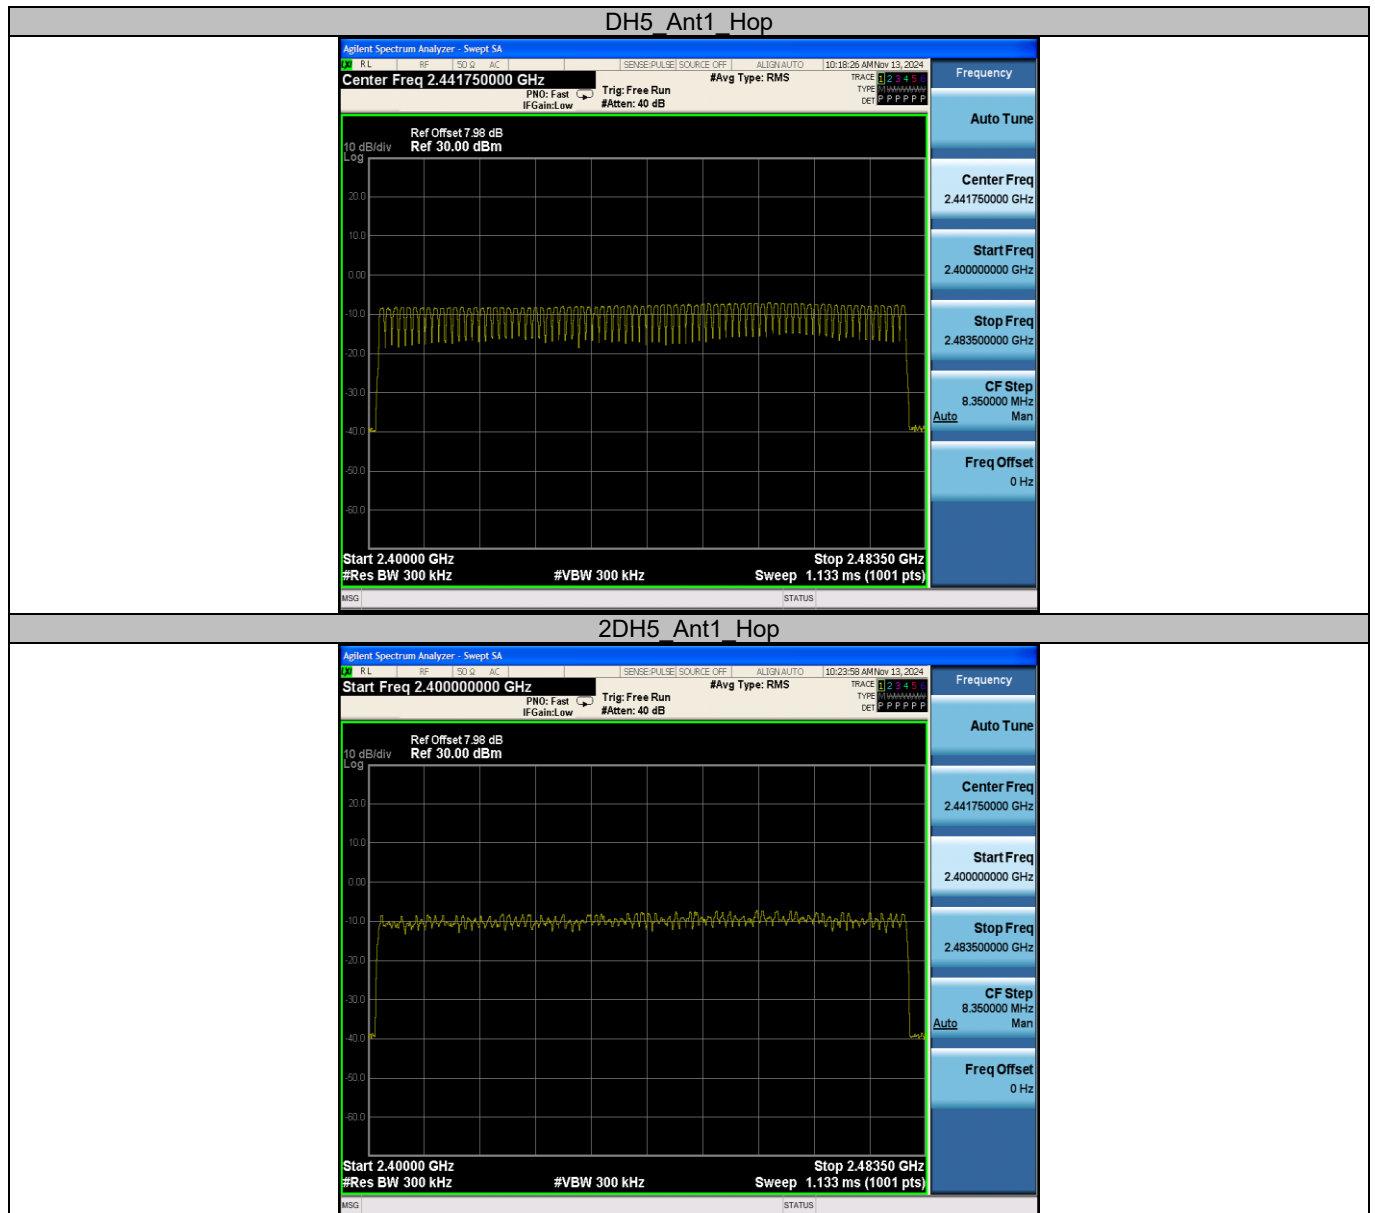 DH5_Ant1_Hop
Agilent Spectrum Analyzer - Swept SA
RL RF 50 Ω AC SENSE:PULSE SOURCE OFF ALIGN AUTO 10:18:26 AM Nov 13, 2024
Center Freq 2.441750000 GHz #Avg Type: RMS TRACE 1 2 3 4 5 6
PNO: Fast Trig: Free Run TYPE
IFGain:Low #Atten: 40 dB DET P P P P P P
Frequency
Auto Tune
Ref Offset 7.98 dB
10 dB/div Ref 30.00 dBm
Log
20.0
10.0
0.00
-10.0
-20.0
-30.0
-40.0
-50.0
-60.0
Center Freq
2.441750000 GHz
Start Freq
2.400000000 GHz
Stop Freq
2.483500000 GHz
CF Step
8.350000 MHz
Auto Man
Freq Offset
0 Hz
Start 2.40000 GHz Stop 2.48350 GHz
#Res BW 300 kHz #VBW 300 kHz Sweep 1.133 ms (1001 pts)
MSG STATUS
2DH5_Ant1_Hop
Agilent Spectrum Analyzer - Swept SA
RL RF 50 Ω AC SENSE:PULSE SOURCE OFF ALIGN AUTO 10:23:58 AM Nov 13, 2024
Start Freq 2.400000000 GHz #Avg Type: RMS TRACE 1 2 3 4 5 6
PNO: Fast Trig: Free Run TYPE
IFGain:Low #Atten: 40 dB DET P P P P P P
Frequency
Auto Tune
Ref Offset 7.98 dB
10 dB/div Ref 30.00 dBm
Log
20.0
10.0
0.00
-10.0
-20.0
-30.0
-40.0
-50.0
-60.0
Center Freq
2.441750000 GHz
Start Freq
2.400000000 GHz
Stop Freq
2.483500000 GHz
CF Step
8.350000 MHz
Auto Man
Freq Offset
0 Hz
Start 2.40000 GHz Stop 2.48350 GHz
#Res BW 300 kHz #VBW 300 kHz Sweep 1.133 ms (1001 pts)
MSG STATUS